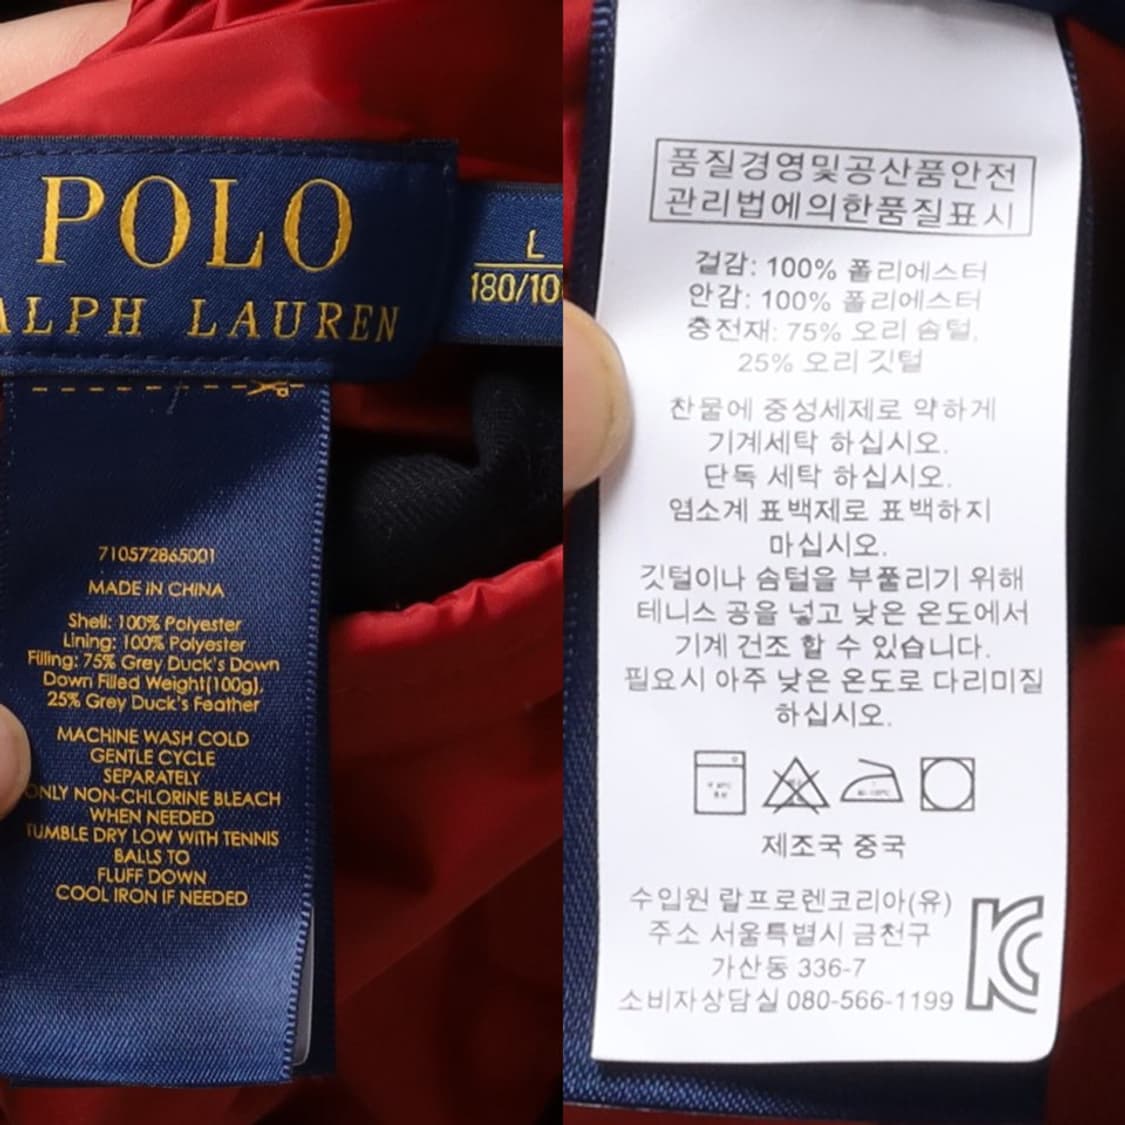 POLO
ALPH LAUREN
L
180/10
710572865001
MADE IN CHINA
Shell: 100% Polyester
Lining: 100% Polyester
Filling: 75% Grey Duck's Down
Down Filled Weight(100g),
25% Grey Duck's Feather
MACHINE WASH COLD
GENTLE CYCLE
SEPARATELY
ONLY NON-CHLORINE BLEACH
WHEN NEEDED
TUMBLE DRY LOW WITH TENNIS
BALLS TO
FLUFF DOWN
COOL IRON IF NEEDED
품질경영및공산품안전
관리법에의한품질표시
겉감: 100% 폴리에스터
안감: 100% 폴리에스터
충전재: 75% 오리 솜털,
25% 오리 깃털
찬물에 중성세제로 약하게
기계세탁 하십시오.
단독 세탁 하십시오.
염소계 표백제로 표백하지
마십시오.
깃털이나 솜털을 부풀리기 위해
테니스 공을 넣고 낮은 온도에서
기계 건조 할 수 있습니다.
필요시 아주 낮은 온도로 다리미질
하십시오.
제조국 중국
수입원 랄프로렌코리아(유)
주소 서울특별시 금천구
가산동 336-7
소비자상담실 080-566-1199